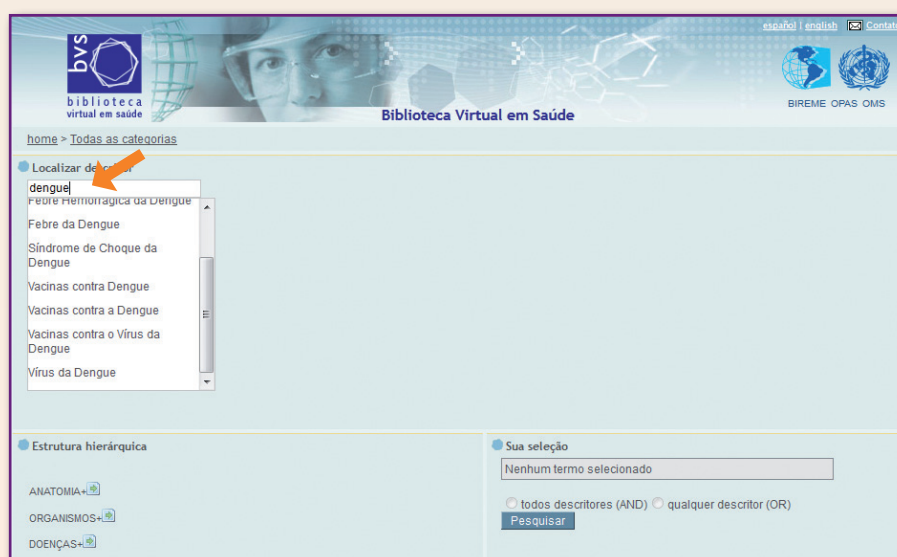 español | english Contato
bvs
biblioteca
virtual em saúde
Biblioteca Virtual em Saúde
BIREME OPAS OMS
home > Todas as categorias
Localizar descritor
dengue
Febre Hemorrágica da Dengue
Febre da Dengue
Síndrome de Choque da
Dengue
Vacinas contra Dengue
Vacinas contra a Dengue
Vacinas contra o Vírus da
Dengue
Vírus da Dengue
Estrutura hierárquica
ANATOMIA+
ORGANISMOS+
DOENÇAS+
Sua seleção
Nenhum termo selecionado
todos descritores (AND) qualquer descritor (OR)
Pesquisar